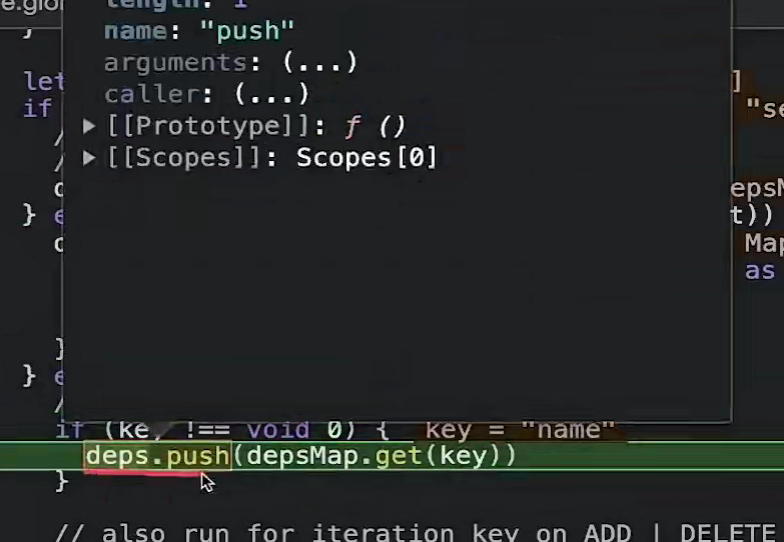 e.glo
length: 1
}
name: "push"
arguments: (...)
caller: (...)
let ]
if "se
▶ [[Prototype]]: ƒ ()
/
▶ [[Scopes]]: Scopes[0]
/
d epsM
} e t))
d Map
as
}
} e
/
if (ke !== void 0) { key = "name"
deps.push(depsMap.get(key))
}
// also run for iteration key on ADD | DELETE